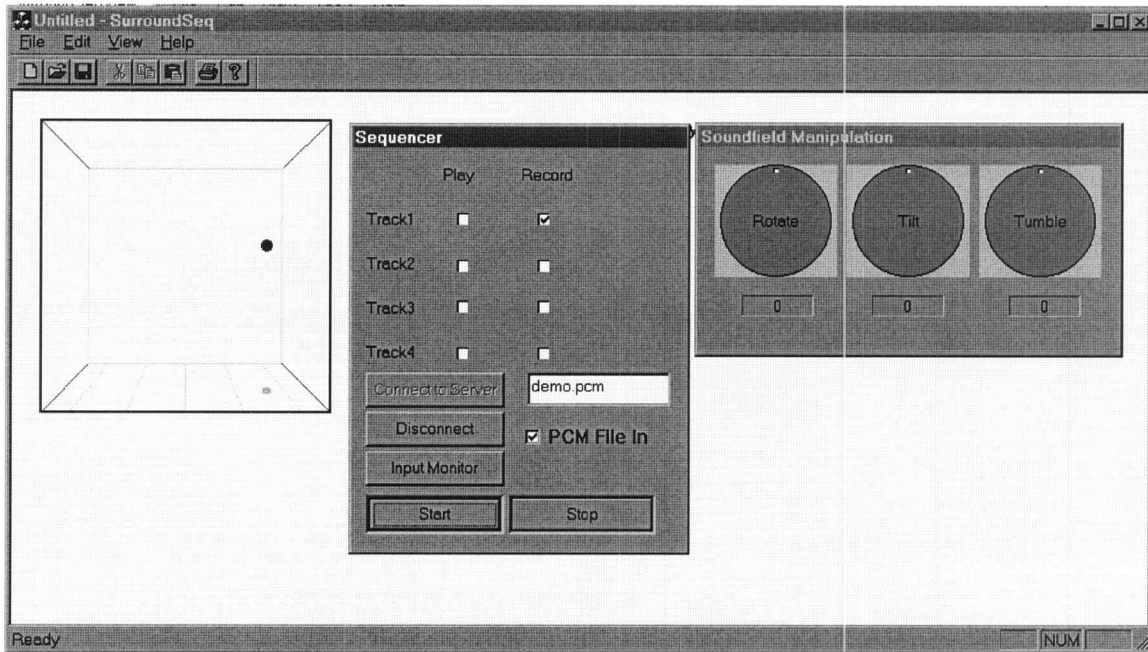 Untitled - SurroundSeq
File Edit View Help
Sequencer
Play Record
Track1
Track2
Track3
Track4
Connect to Server
demo.pcm
Disconnect
PCM File In
Input Monitor
Start Stop
Soundfield Manipulation
Rotate Tilt Tumble
0 0 0
Ready
NUM